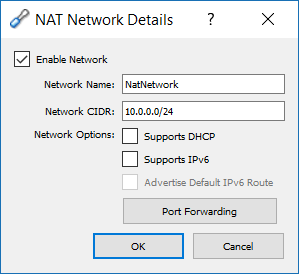 NAT Network Details ?
Enable Network
Network Name: NatNetwork
Network CIDR: 10.0.0.0/24
Network Options: Supports DHCP
Supports IPv6
Advertise Default IPv6 Route
Port Forwarding
OK Cancel